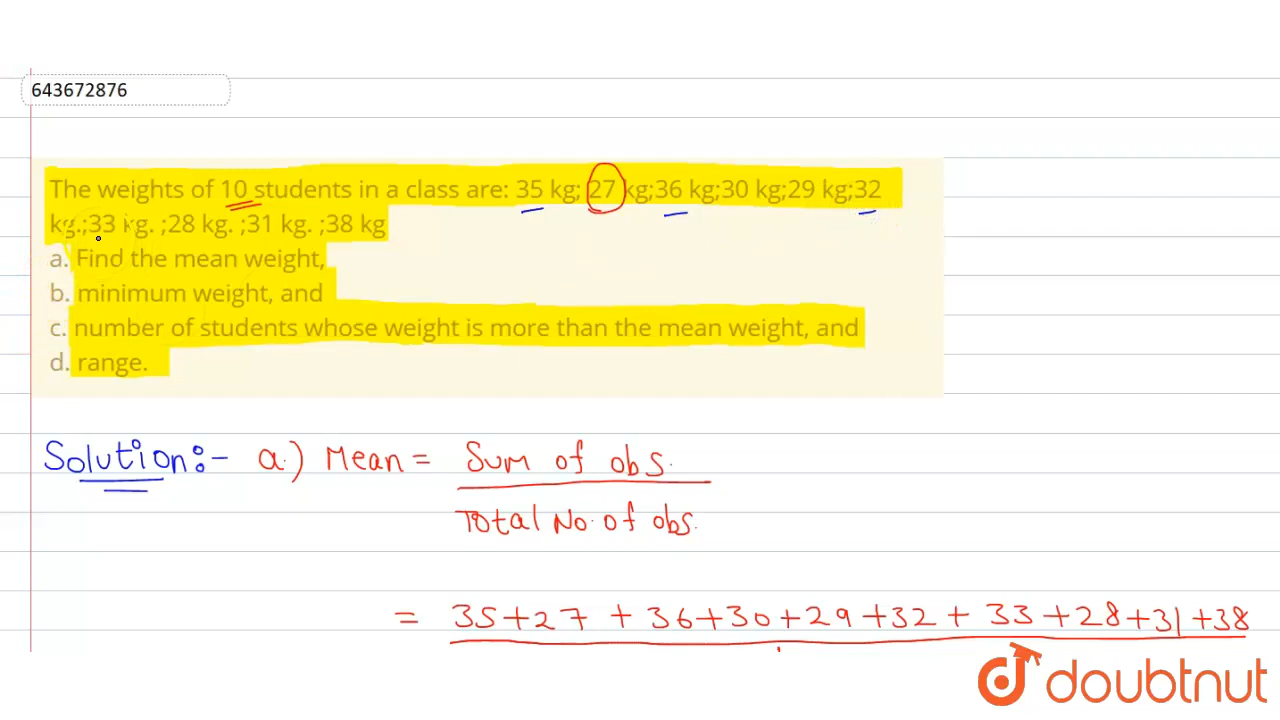 643672876
The weights of 10 students in a class are: 35 kg; 27 kg;36 kg;30 kg;29 kg;32
kg.;33 kg. ;28 kg. ;31 kg. ;38 kg
a. Find the mean weight,
b. minimum weight, and
c. number of students whose weight is more than the mean weight, and
d. range.
Solution:- a.) Mean = Sum of obs.
Total No. of obs.
= 35+27 + 36+30+29+32 + 33+28+31+38
doubtnut